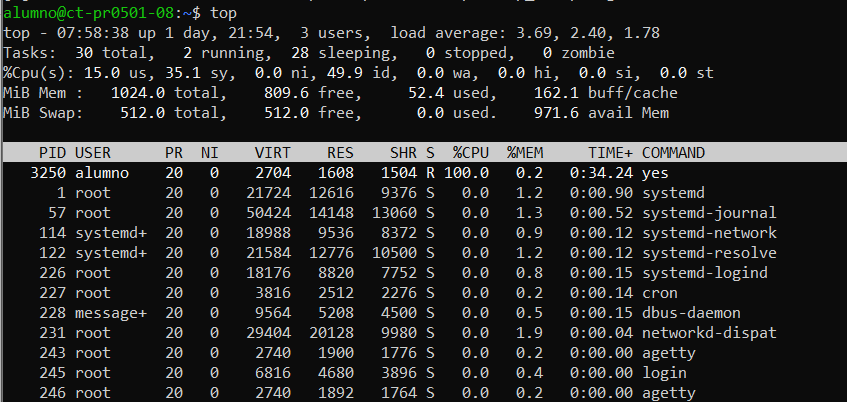 alumno@ct-pr0501-08:~$ top
top - 07:58:38 up 1 day, 21:54,  3 users,  load average: 3.69, 2.40, 1.78
Tasks:  30 total,   2 running,  28 sleeping,   0 stopped,   0 zombie
%Cpu(s): 15.0 us, 35.1 sy,  0.0 ni, 49.9 id,  0.0 wa,  0.0 hi,  0.0 si,  0.0 st
MiB Mem :   1024.0 total,    809.6 free,     52.4 used,    162.1 buff/cache
MiB Swap:    512.0 total,    512.0 free,      0.0 used.    971.6 avail Mem
PID USER      PR  NI    VIRT    RES    SHR S  %CPU  %MEM     TIME+ COMMAND
3250 alumno    20   0    2704   1608   1504 R 100.0   0.2   0:34.24 yes
1 root      20   0   21724  12616   9376 S   0.0   1.2   0:00.90 systemd
57 root      20   0   50424  14148  13060 S   0.0   1.3   0:00.52 systemd-journal
114 systemd+  20   0   18988   9536   8372 S   0.0   0.9   0:00.12 systemd-network
122 systemd+  20   0   21584  12776  10500 S   0.0   1.2   0:00.12 systemd-resolve
226 root      20   0   18176   8820   7752 S   0.0   0.8   0:00.15 systemd-logind
227 root      20   0    3816   2512   2276 S   0.0   0.2   0:00.14 cron
228 message+  20   0    9564   5208   4500 S   0.0   0.5   0:00.15 dbus-daemon
231 root      20   0   29404  20128   9980 S   0.0   1.9   0:00.04 networkd-dispat
243 root      20   0    2740   1900   1776 S   0.0   0.2   0:00.00 agetty
245 root      20   0    6816   4680   3896 S   0.0   0.4   0:00.00 login
246 root      20   0    2740   1892   1764 S   0.0   0.2   0:00.00 agetty